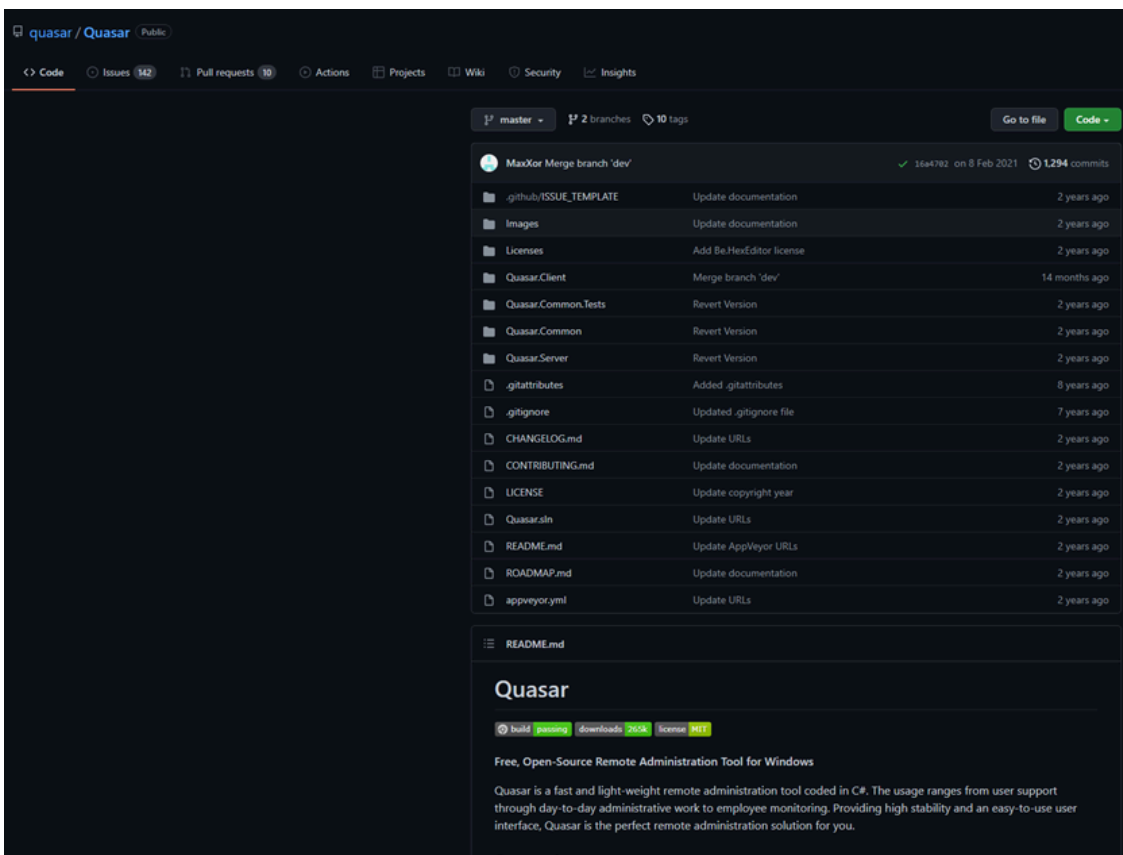 quasar / Quasar Public
Code Issues 142 Pull requests 10 Actions Projects Wiki Security Insights
master 2 branches 10 tags Go to file Code
MaxXor Merge branch 'dev' 16a4702 on 8 Feb 2021 1,294 commits
.github/ISSUE_TEMPLATE Update documentation 2 years ago
Images Update documentation 2 years ago
Licenses Add Be.HexEditor license 2 years ago
Quasar.Client Merge branch 'dev' 14 months ago
Quasar.Common.Tests Revert Version 2 years ago
Quasar.Common Revert Version 2 years ago
Quasar.Server Revert Version 2 years ago
.gitattributes Added .gitattributes 8 years ago
.gitignore Updated .gitignore file 7 years ago
CHANGELOG.md Update URLs 2 years ago
CONTRIBUTING.md Update documentation 2 years ago
LICENSE Update copyright year 2 years ago
Quasar.sln Update URLs 2 years ago
README.md Update AppVeyor URLs 2 years ago
ROADMAP.md Update documentation 2 years ago
appveyor.yml Update URLs 2 years ago
README.md
Quasar
build passing downloads 265k license MIT
Free, Open-Source Remote Administration Tool for Windows
Quasar is a fast and light-weight remote administration tool coded in C#. The usage ranges from user support
through day-to-day administrative work to employee monitoring. Providing high stability and an easy-to-use user
interface, Quasar is the perfect remote administration solution for you.